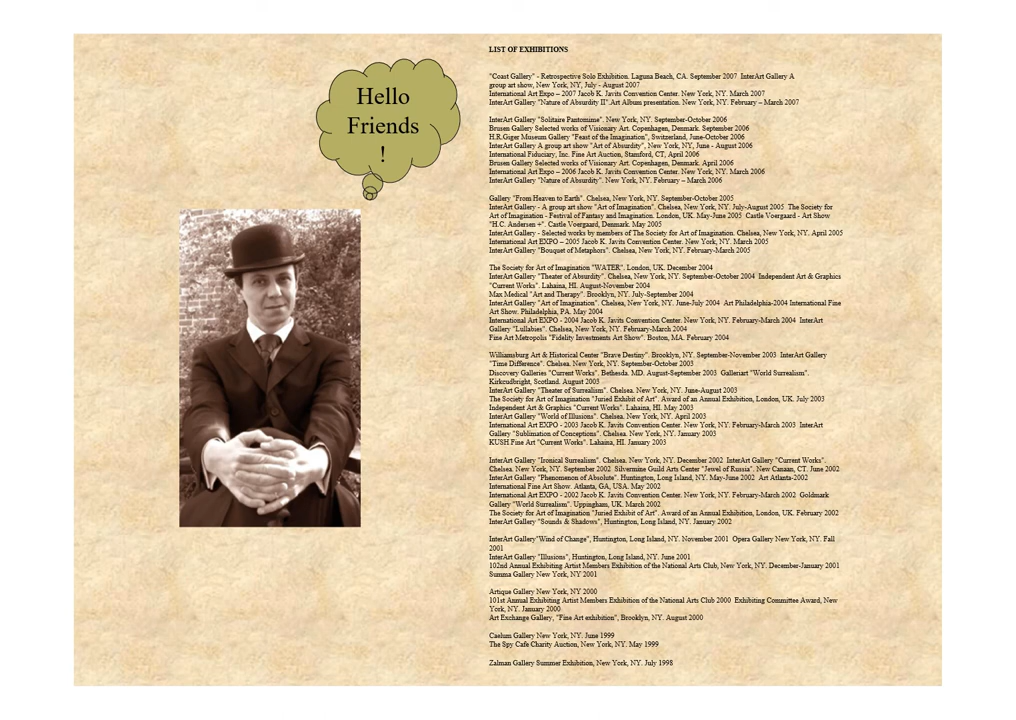 Hello
Friends
!
LIST OF EXHIBITIONS
"Coast Gallery" - Retrospective Solo Exhibition. Laguna Beach, CA. September 2007 InterArt Gallery A
group art show, New York, NY, July - August 2007
International Art Expo – 2007 Jacob K. Javits Convention Center. New York, NY. March 2007
InterArt Gallery "Nature of Absurdity II".Art Album presentation. New York, NY. February – March 2007
InterArt Gallery "Solitaire Pantomime". New York, NY. September-October 2006
Brusen Gallery Selected works of Visionary Art. Copenhagen, Denmark. September 2006
H.R.Giger Museum Gallery "Feast of the Imagination", Switzerland, June-October 2006
InterArt Gallery A group art show "Art of Absurdity", New York, NY, June - August 2006
International Fiduciary, Inc. Fine Art Auction, Stamford, CT, April 2006
Brusen Gallery Selected works of Visionary Art. Copenhagen, Denmark. April 2006
International Art Expo – 2006 Jacob K. Javits Convention Center. New York, NY. March 2006
InterArt Gallery "Nature of Absurdity". New York, NY. February – March 2006
Gallery "From Heaven to Earth". Chelsea, New York, NY. September-October 2005
InterArt Gallery - A group art show "Art of Imagination". Chelsea, New York, NY. July-August 2005 The Society for
Art of Imagination - Festival of Fantasy and Imagination. London, UK. May-June 2005 Castle Voergaard - Art Show
"H.C. Andersen +". Castle Voergaard, Denmark. May 2005
InterArt Gallery - Selected works by members of The Society for Art of Imagination. Chelsea, New York, NY. April 2005
International Art EXPO – 2005 Jacob K. Javits Convention Center. New York, NY. March 2005
InterArt Gallery "Bouquet of Metaphors". Chelsea, New York, NY. February-March 2005
The Society for Art of Imagination "WATER". London, UK. December 2004
InterArt Gallery "Theater of Absurdity". Chelsea, New York, NY. September-October 2004 Independent Art & Graphics
"Current Works". Lahaina, HI. August-November 2004
Max Medical "Art and Therapy". Brooklyn, NY. July-September 2004
InterArt Gallery "Art of Imagination". Chelsea, New York, NY. June-July 2004 Art Philadelphia-2004 International Fine
Art Show. Philadelphia, PA. May 2004
International Art EXPO - 2004 Jacob K. Javits Convention Center. New York, NY. February-March 2004 InterArt
Gallery "Lullabies". Chelsea, New York, NY. February-March 2004
Fine Art Metropolis "Fidelity Investments Art Show". Boston, MA. February 2004
Williamsburg Art & Historical Center "Brave Destiny". Brooklyn, NY. September-November 2003 InterArt Gallery
"Time Difference". Chelsea. New York, NY. September-October 2003
Discovery Galleries "Current Works". Bethesda. MD. August-September 2003 Galleriart "World Surrealism".
Kirkcudbright, Scotland. August 2003
InterArt Gallery "Theater of Surrealism". Chelsea. New York, NY. June-August 2003
The Society for Art of Imagination "Juried Exhibit of Art". Award of an Annual Exhibition, London, UK. July 2003
Independent Art & Graphics "Current Works". Lahaina, HI. May 2003
InterArt Gallery "World of Illusions". Chelsea. New York, NY. April 2003
International Art EXPO - 2003 Jacob K. Javits Convention Center. New York, NY. February-March 2003 InterArt
Gallery "Sublimation of Conceptions". Chelsea. New York, NY. January 2003
KUSH Fine Art "Current Works". Lahaina, HI. January 2003
InterArt Gallery "Ironical Surrealism". Chelsea. New York, NY. December 2002 InterArt Gallery "Current Works".
Chelsea. New York, NY. September 2002 Silvermine Guild Arts Center "Jewel of Russia". New Canaan, CT. June 2002
InterArt Gallery "Phenomenon of Absolute". Huntington, Long Island, NY. May-June 2002 Art Atlanta-2002
International Fine Art Show. Atlanta, GA, USA. May 2002
International Art EXPO - 2002 Jacob K. Javits Convention Center. New York, NY. February-March 2002 Goldmark
Gallery "World Surrealism". Uppingham, UK. March 2002
The Society for Art of Imagination "Juried Exhibit of Art". Award of an Annual Exhibition, London, UK. February 2002
InterArt Gallery "Sounds & Shadows", Huntington, Long Island, NY. January 2002
InterArt Gallery"Wind of Change", Huntington, Long Island, NY. November 2001 Opera Gallery New York, NY. Fall
2001
InterArt Gallery "Illusions", Huntington, Long Island, NY. June 2001
102nd Annual Exhibiting Artist Members Exhibition of the National Arts Club, New York, NY. December-January 2001
Summa Gallery New York, NY 2001
Artique Gallery New York, NY 2000
101st Annual Exhibiting Artist Members Exhibition of the National Arts Club 2000 Exhibiting Committee Award, New
York, NY. January 2000
Art Exchange Gallery, "Fine Art exhibition", Brooklyn, NY. August 2000
Caelum Gallery New York, NY. June 1999
The Spy Cafe Charity Auction, New York, NY. May 1999
Zalman Gallery Summer Exhibition, New York, NY. July 1998